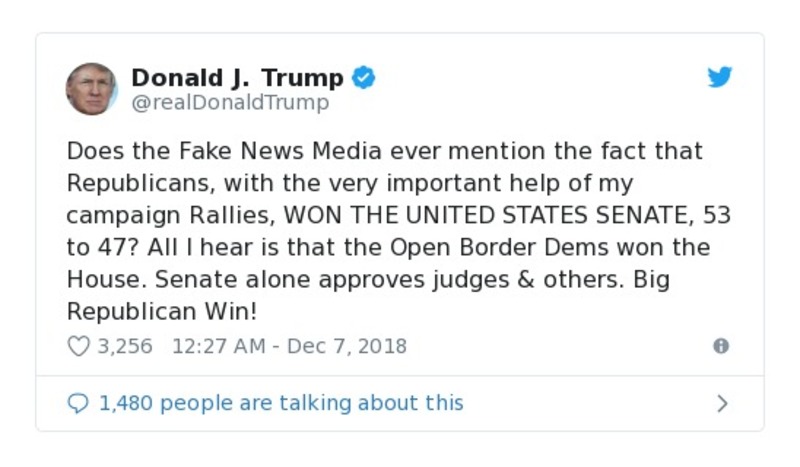 Donald J. Trump
@realDonaldTrump
Does the Fake News Media ever mention the fact that
Republicans, with the very important help of my
campaign Rallies, WON THE UNITED STATES SENATE, 53
to 47? All I hear is that the Open Border Dems won the
House. Senate alone approves judges & others. Big
Republican Win!
3,256 12:27 AM - Dec 7, 2018
1,480 people are talking about this